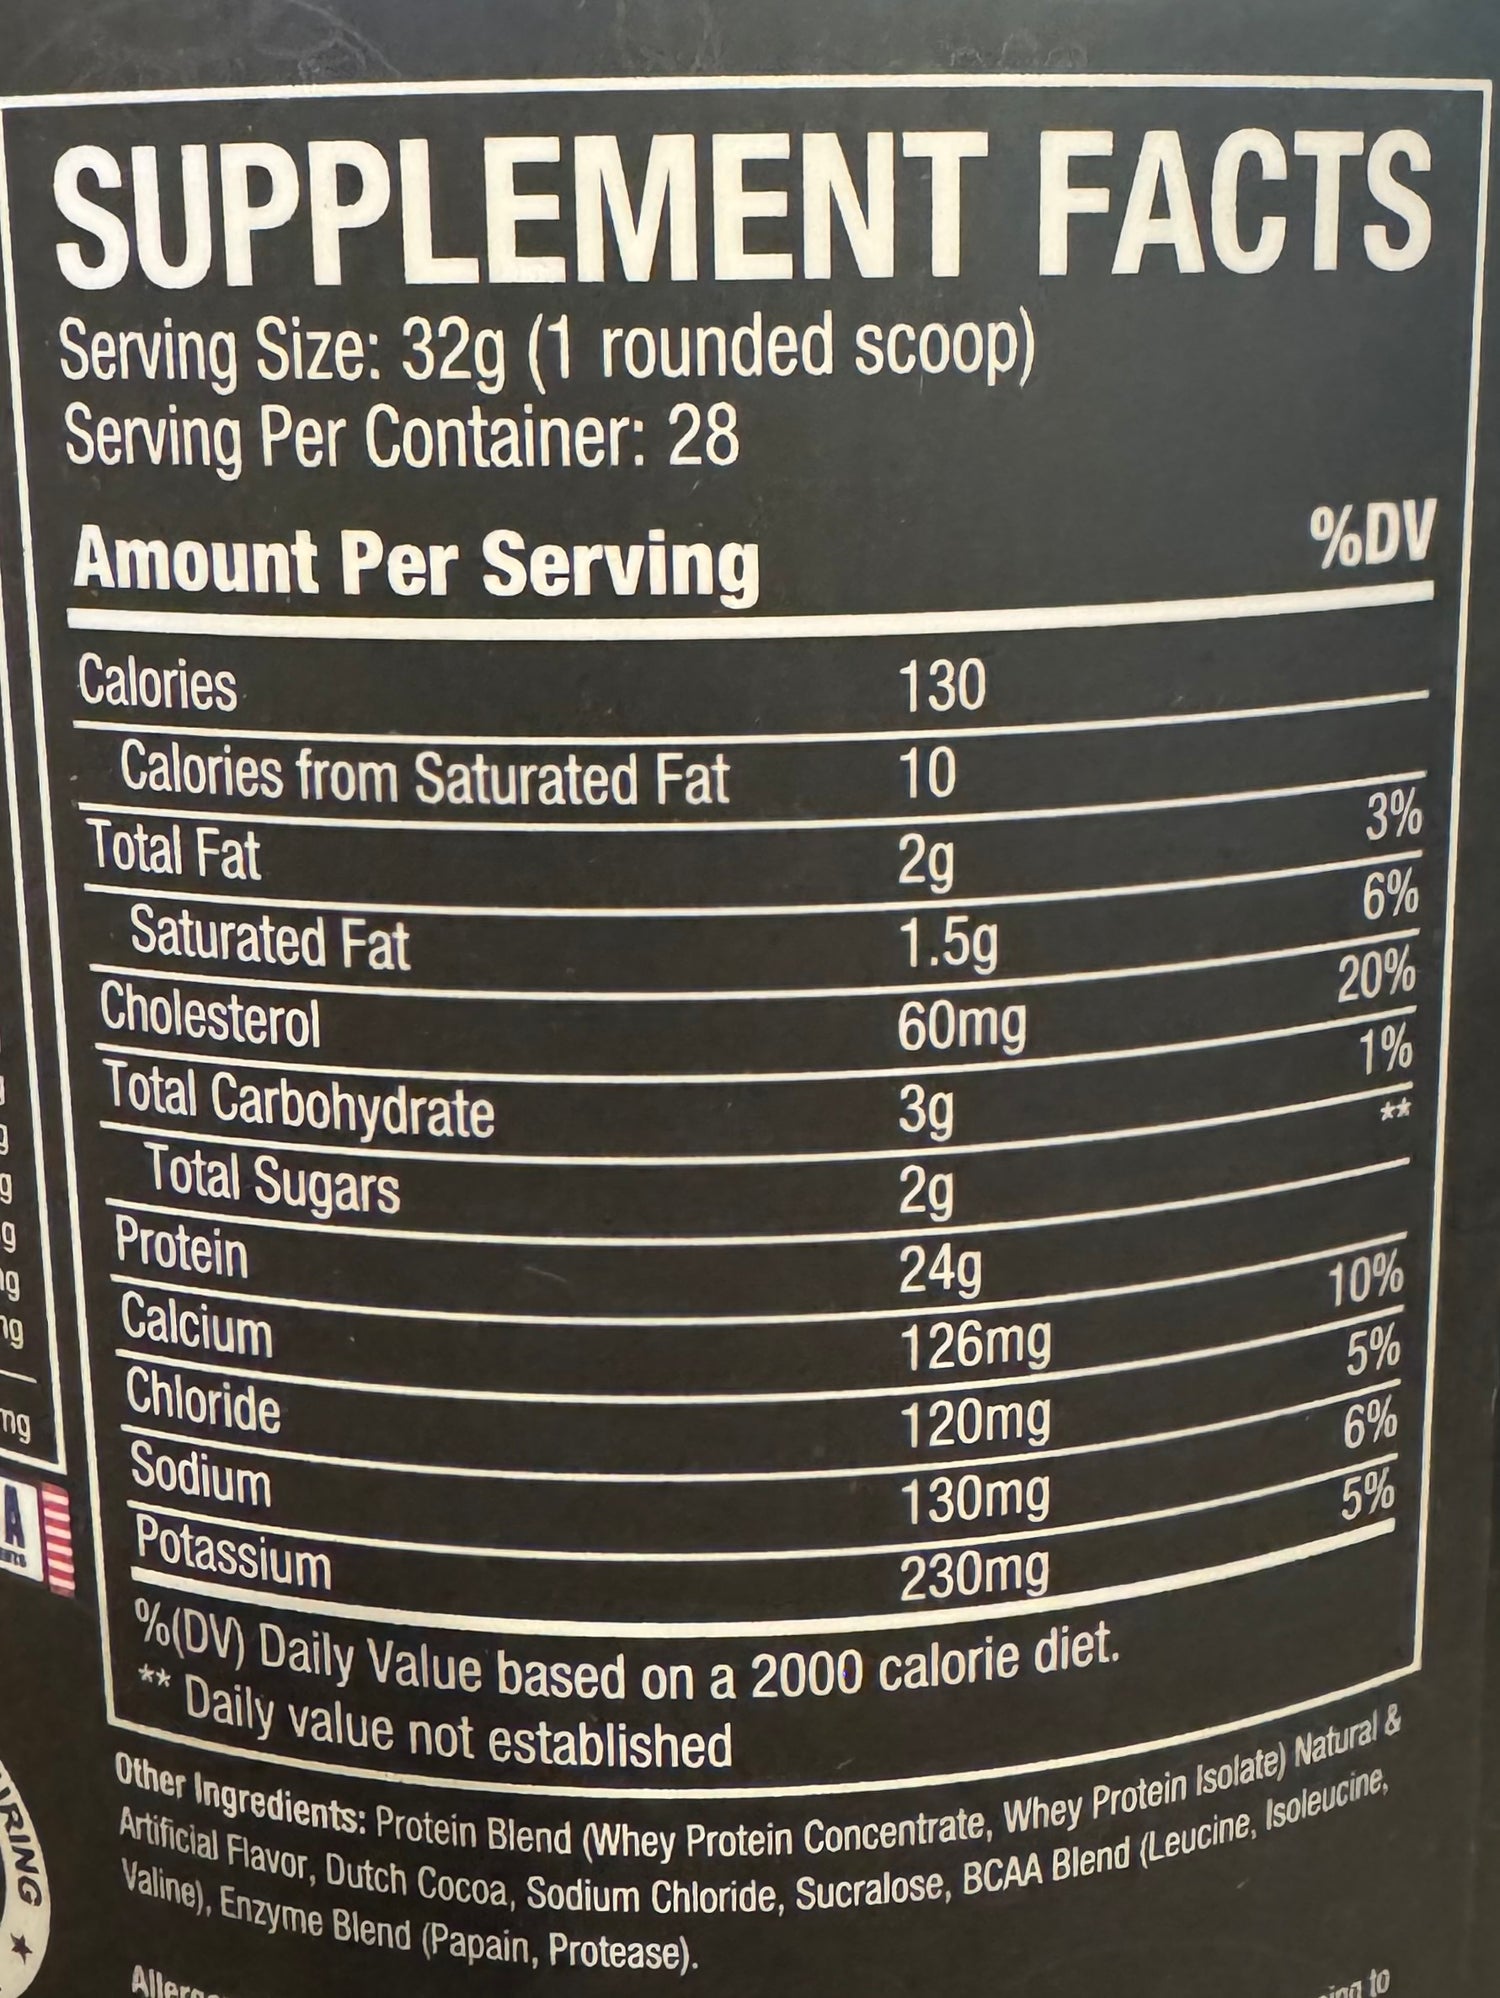 SUPPLEMENT FACTS
Serving Size: 32g (1 rounded scoop)
Serving Per Container: 28
Amount Per Serving %DV
Calories 130
Calories from Saturated Fat 10
Total Fat 2g 3%
Saturated Fat 1.5g 6%
Cholesterol 60mg 20%
Total Carbohydrate 3g 1%
Total Sugars 2g **
Protein 24g
Calcium 126mg 10%
Chloride 120mg 5%
Sodium 130mg 6%
Potassium 230mg 5%
%(DV) Daily Value based on a 2000 calorie diet.
** Daily value not established
Other Ingredients: Protein Blend (Whey Protein Concentrate, Whey Protein Isolate) Natural &
Artificial Flavor, Dutch Cocoa, Sodium Chloride, Sucralose, BCAA Blend (Leucine, Isoleucine,
Valine), Enzyme Blend (Papain, Protease).
to